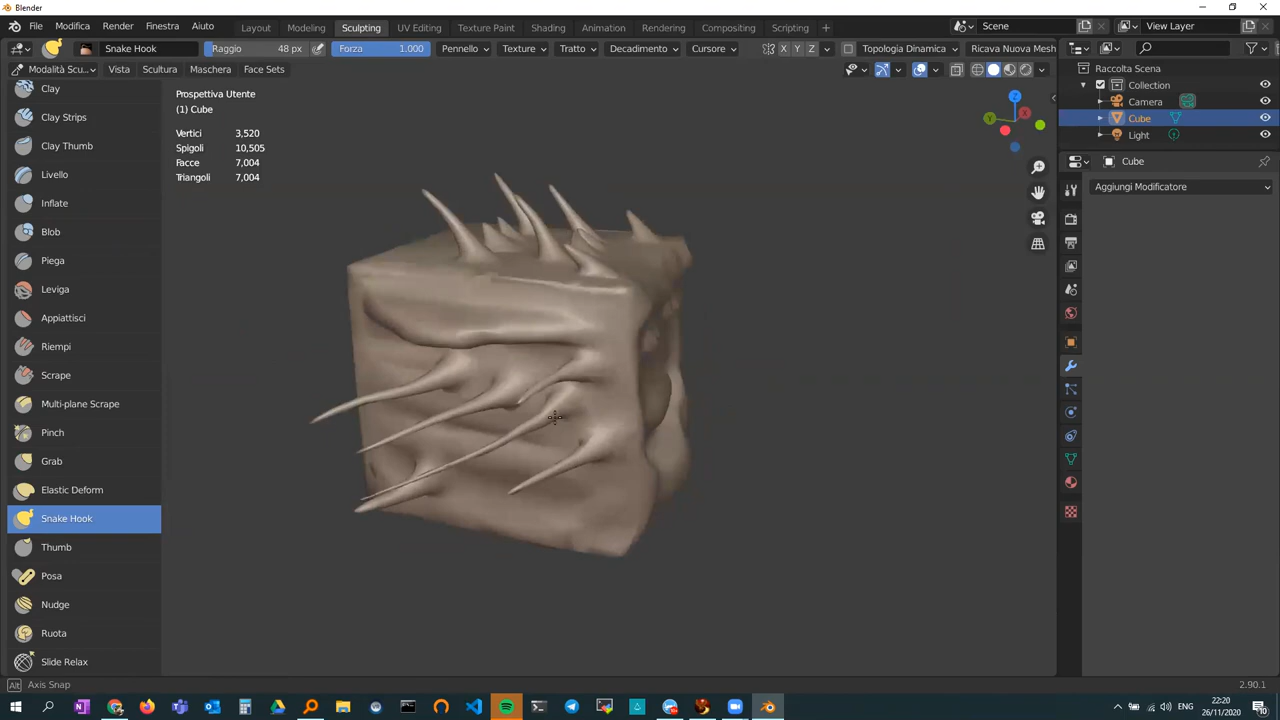 Blender
File Modifica Render Finestra Aiuto Layout Modeling Sculpting UV Editing Texture Paint Shading Animation Rendering Compositing Scripting + Scene View Layer
Snake Hook Raggio 48 px Forza 1.000 Pennello Texture Tratto Decadimento Cursore X Y Z Topologia Dinamica Ricava Nuova Mesh
Modalità Scu... Vista Scultura Maschera Face Sets
Raccolta Scena
Collection
Camera
Cube
Light
Cube
Aggiungi Modificatore
Prospettiva Utente
(1) Cube
Vertici 3,520
Spigoli 10,505
Facce 7,004
Triangoli 7,004
Z
X
Y
Clay
Clay Strips
Clay Thumb
Livello
Inflate
Blob
Piega
Leviga
Appiattisci
Riempi
Scrape
Multi-plane Scrape
Pinch
Grab
Elastic Deform
Snake Hook
Thumb
Posa
Nudge
Ruota
Slide Relax
Alt Axis Snap 2.90.1
22:20
26/11/2020